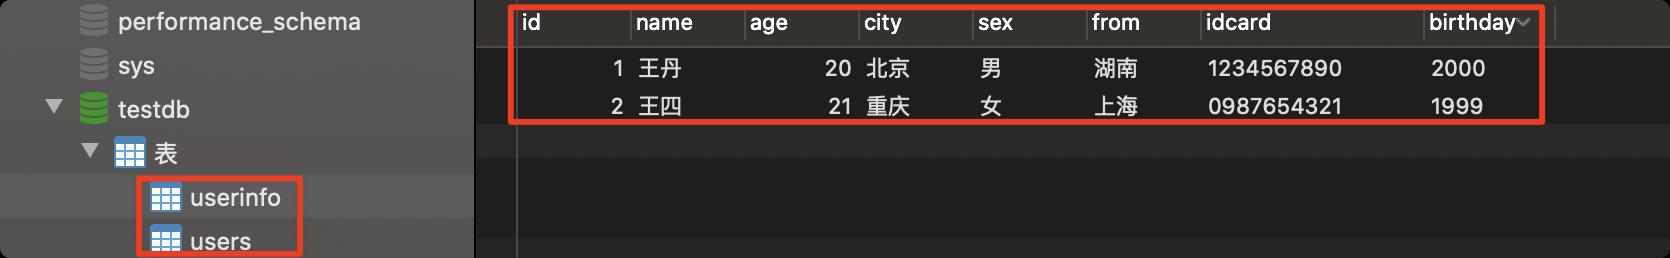 performance_schema
sys
testdb
表
userinfo
users
id name age city sex from idcard birthday
1 王丹 20 北京 男 湖南 1234567890 2000
2 王四 21 重庆 女 上海 0987654321 1999